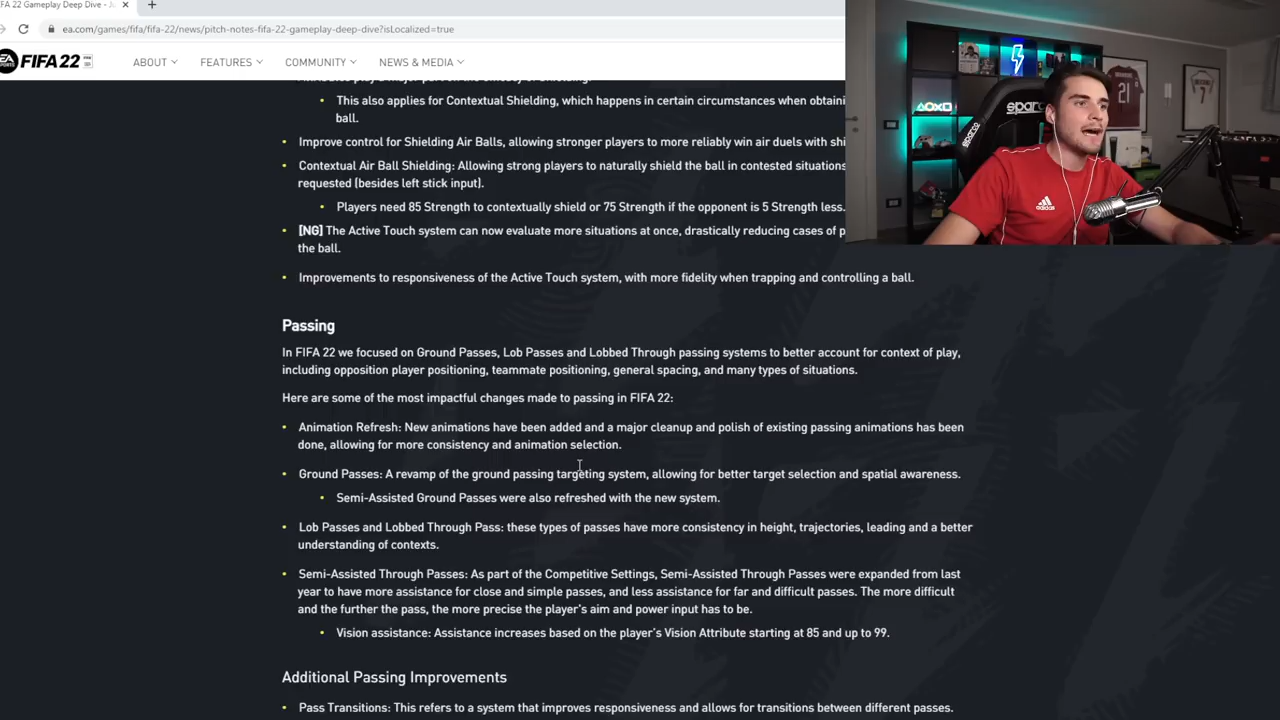 FA 22 Gameplay Deep Dive -
ea.com/games/fifa/fifa-22/news/pitch-notes-fifa-22-gameplay-deep-dive?isLocalized=true
EA SPORTS FIFA 22
ABOUT FEATURES COMMUNITY NEWS & MEDIA
This also applies for Contextual Shielding, which happens in certain circumstances when obtaini
ball.
Improve control for Shielding Air Balls, allowing stronger players to more reliably win air duels with shi
Contextual Air Ball Shielding: Allowing strong players to naturally shield the ball in contested situations
requested (besides left stick input).
Players need 85 Strength to contextually shield or 75 Strength if the opponent is 5 Strength less.
[NG] The Active Touch system can now evaluate more situations at once, drastically reducing cases of p
the ball.
Improvements to responsiveness of the Active Touch system, with more fidelity when trapping and controlling a ball.
Passing
In FIFA 22 we focused on Ground Passes, Lob Passes and Lobbed Through passing systems to better account for context of play,
including opposition player positioning, teammate positioning, general spacing, and many types of situations.
Here are some of the most impactful changes made to passing in FIFA 22:
Animation Refresh: New animations have been added and a major cleanup and polish of existing passing animations has been
done, allowing for more consistency and animation selection.
Ground Passes: A revamp of the ground passing targeting system, allowing for better target selection and spatial awareness.
Semi-Assisted Ground Passes were also refreshed with the new system.
Lob Passes and Lobbed Through Pass: these types of passes have more consistency in height, trajectories, leading and a better
understanding of contexts.
Semi-Assisted Through Passes: As part of the Competitive Settings, Semi-Assisted Through Passes were expanded from last
year to have more assistance for close and simple passes, and less assistance for far and difficult passes. The more difficult
and the further the pass, the more precise the player's aim and power input has to be.
Vision assistance: Assistance increases based on the player's Vision Attribute starting at 85 and up to 99.
Additional Passing Improvements
Pass Transitions: This refers to a system that improves responsiveness and allows for transitions between different passes.
sparco
adidas
21
7